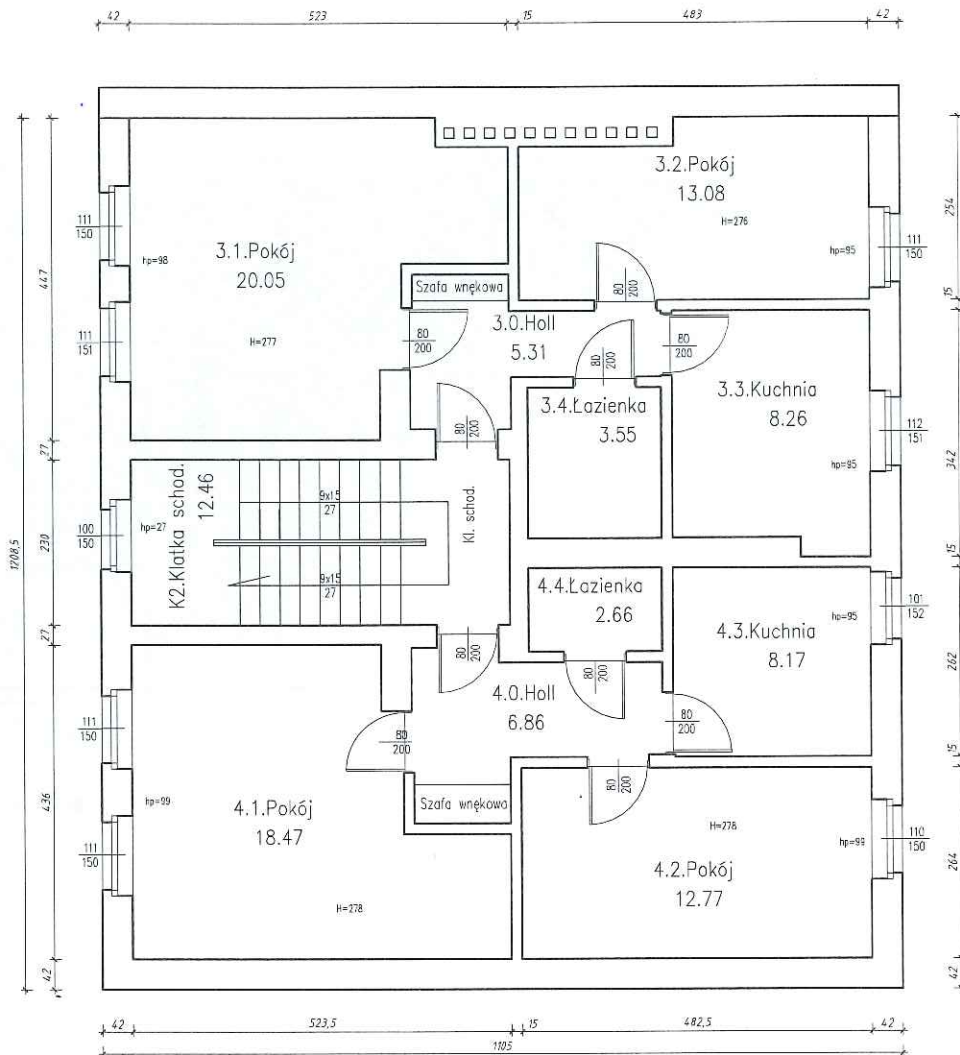 42
523
15
483
42
3.1.Pokój
20.05
hp=98
H=277
111
150
111
151
3.2.Pokój
13.08
H=276
hp=95
111
150
Szafa wnękowa
3.0.Holl
5.31
80
200
80
200
80
200
80
200
80
200
3.3.Kuchnia
8.26
hp=95
112
151
3.4.Łazienka
3.55
K2.Klatka schod.
12.46
hp=27
100
150
9x15
27
9x15
27
Kl. schod.
4.4.Łazienka
2.66
4.3.Kuchnia
8.17
hp=95
101
152
4.0.Holl
6.86
80
200
80
200
80
200
80
200
80
200
Szafa wnękowa
4.1.Pokój
18.47
hp=99
H=278
111
150
111
150
4.2.Pokój
12.77
H=278
hp=99
110
150
1208,5
447
27
230
27
436
42
254
15
342
15
262
15
264
42
42
523,5
15
482,5
42
1105